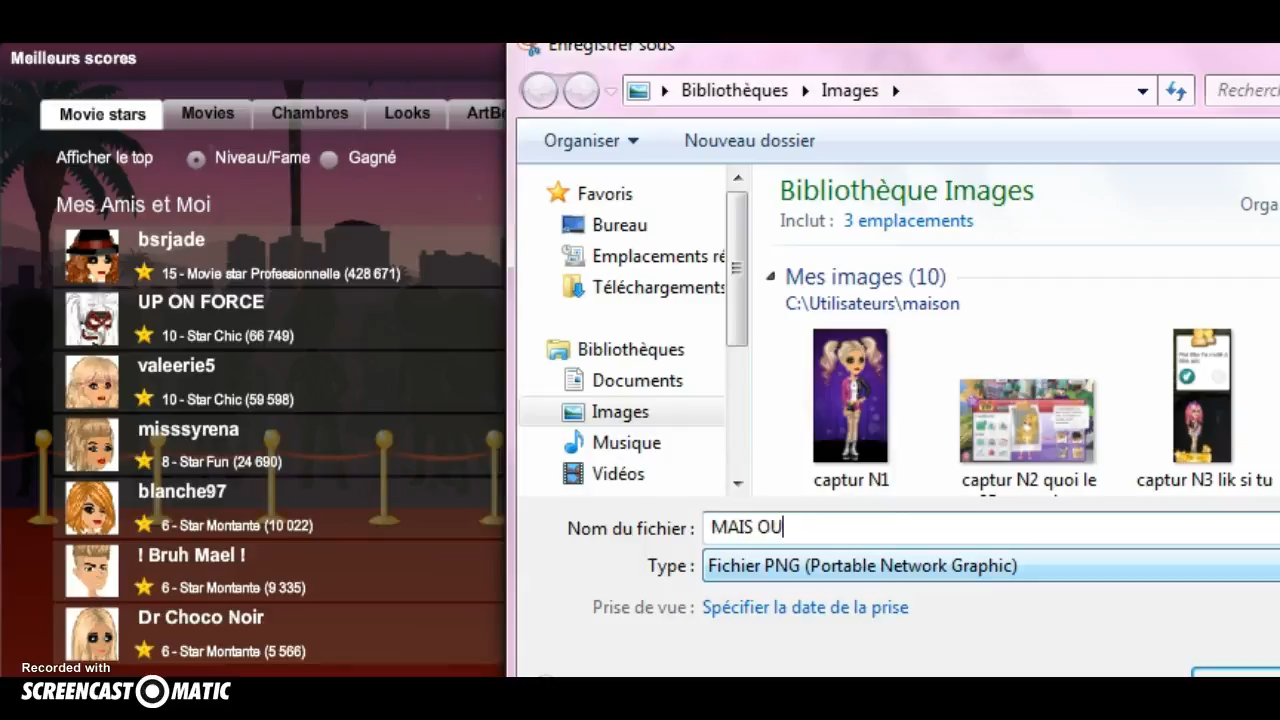 Meilleurs scores
Movie stars Movies Chambres Looks
Afficher le top Niveau/Fame Gagné
Mes Amis et Moi
bsrjade
15 - Movie star Professionnelle (428 671)
UP ON FORCE
10 - Star Chic (66 749)
valeerie5
10 - Star Chic (59 598)
misssyrena
8 - Star Fun (24 690)
blanche97
6 - Star Montante (10 022)
! Bruh Mael !
6 - Star Montante (9 335)
Dr Choco Noir
6 - Star Montante (5 566)
Recorded with
SCREENCAST MATIC
Enregistrer sous
Bibliothèques Images
Recherc
Organiser Nouveau dossier
Favoris
Bureau
Emplacements ré
Téléchargements
Bibliothèques
Documents
Images
Musique
Vidéos
Bibliothèque Images
Inclut : 3 emplacements
Orga
Mes images (10)
C:\Utilisateurs\maison
captur N1
captur N2 quoi le
captur N3 lik si tu
Nom du fichier : MAIS OU
Type : Fichier PNG (Portable Network Graphic)
Prise de vue : Spécifier la date de la prise